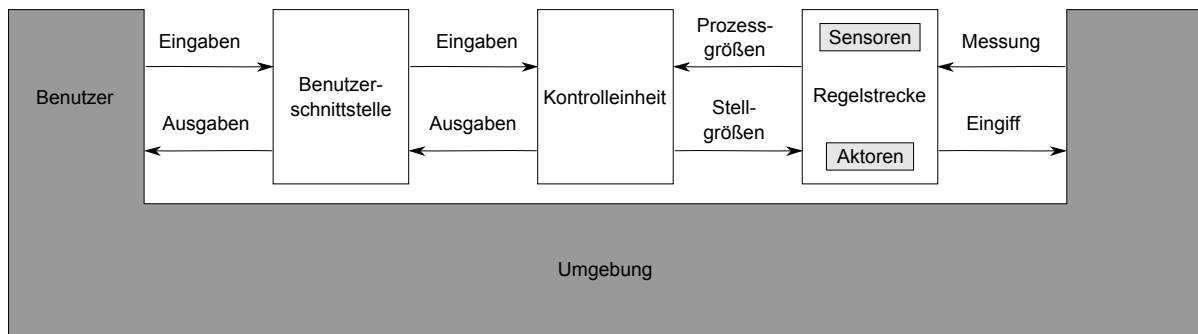 Benutzer
Eingaben
Ausgaben
Benutzer-
schnittstelle
Eingaben
Ausgaben
Kontrolleinheit
Prozess-
größen
Stell-
größen
Sensoren
Regelstrecke
Aktoren
Messung
Eingiff
Umgebung